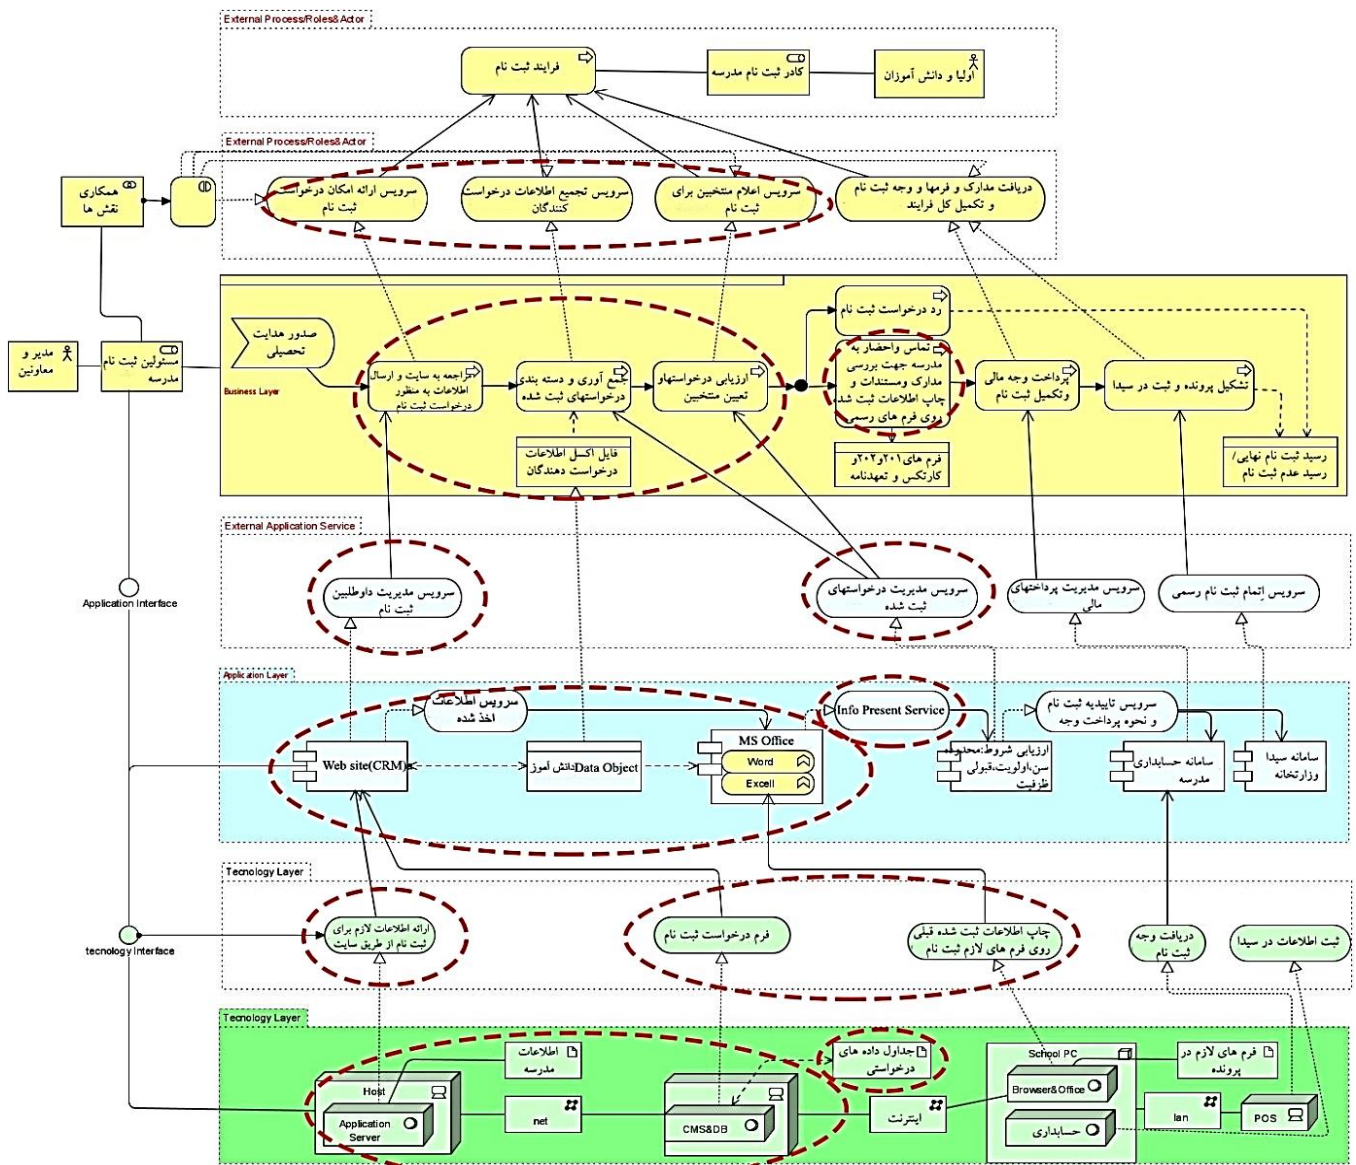 External Process/Roles&Actor
فرایند ثبت نام
کادر ثبت نام مدرسه
اولیا و دانش آموزان
External Process/Roles&Actor
همکاری
نقش ها
سرویس ارائه امکان درخواست
ثبت نام
سرویس تجمیع اطلاعات درخواست
کنندگان
سرویس اعلام منتخبین برای
ثبت نام
دریافت مدارک و فرمها و وجه ثبت نام
و تکمیل کل فرایند
مدیر و
معاونین
مسئولین ثبت نام
مدرسه
صدور هدایت
تحصیلی
Business Layer
مراجعه به سایت و ارسال
اطلاعات به منظور
درخواست ثبت نام
جمع آوری و دسته بندی
درخواستهای ثبت شده
ارزیابی درخواستهاو
تعیین منتخبین
رد درخواست ثبت نام
تماس واحضار به
مدرسه جهت بررسی
مدارک ومستندات و
چاپ اطلاعات ثبت شده
روی فرم های رسمی
پرداخت وجه مالی
وتکمیل ثبت نام
تشکیل پرونده و ثبت در سیدا
فایل اکسل اطلاعات
درخواست دهندگان
فرم های۲۰۱و۲۰۲و
کارتکس و تعهدنامه
رسید ثبت نام نهایی/
رسید عدم ثبت نام
External Application Service
Application Interface
سرویس مدیریت داوطلبین
ثبت نام
سرویس مدیریت درخواستهای
ثبت شده
سرویس مدیریت پرداختهای
مالی
سرویس إتمام ثبت نام رسمی
Application Layer
سرویس اطلاعات
اخذ شده
Info Present Service
سرویس تاییدیه ثبت نام
و نحوه پرداخت وجه
Web site(CRM)
دانش آموزData Object
MS Office
Word
Excell
ارزیابی شروط:محدوده
سن،اولویت،قبولی
ظرفیت
سامانه حسابداری
مدرسه
سامانه سیدا
وزارتخانه
Tecnology Layer
tecnology Interface
ارائه اطلاعات لازم برای
ثبت نام از طریق سایت
فرم درخواست ثبت نام
چاپ اطلاعات ثبت شده قبلی
روی فرم های لازم ثبت نام
دریافت وجه
ثبت نام
ثبت اطلاعات در سیدا
Tecnology Layer
اطلاعات
مدرسه
Host
Application
Server
net
CMS&DB
جداول داده های
درخواستی
اینترنت
School PC
Browser&Office
حسابداری
فرم های لازم در
پرونده
lan
POS